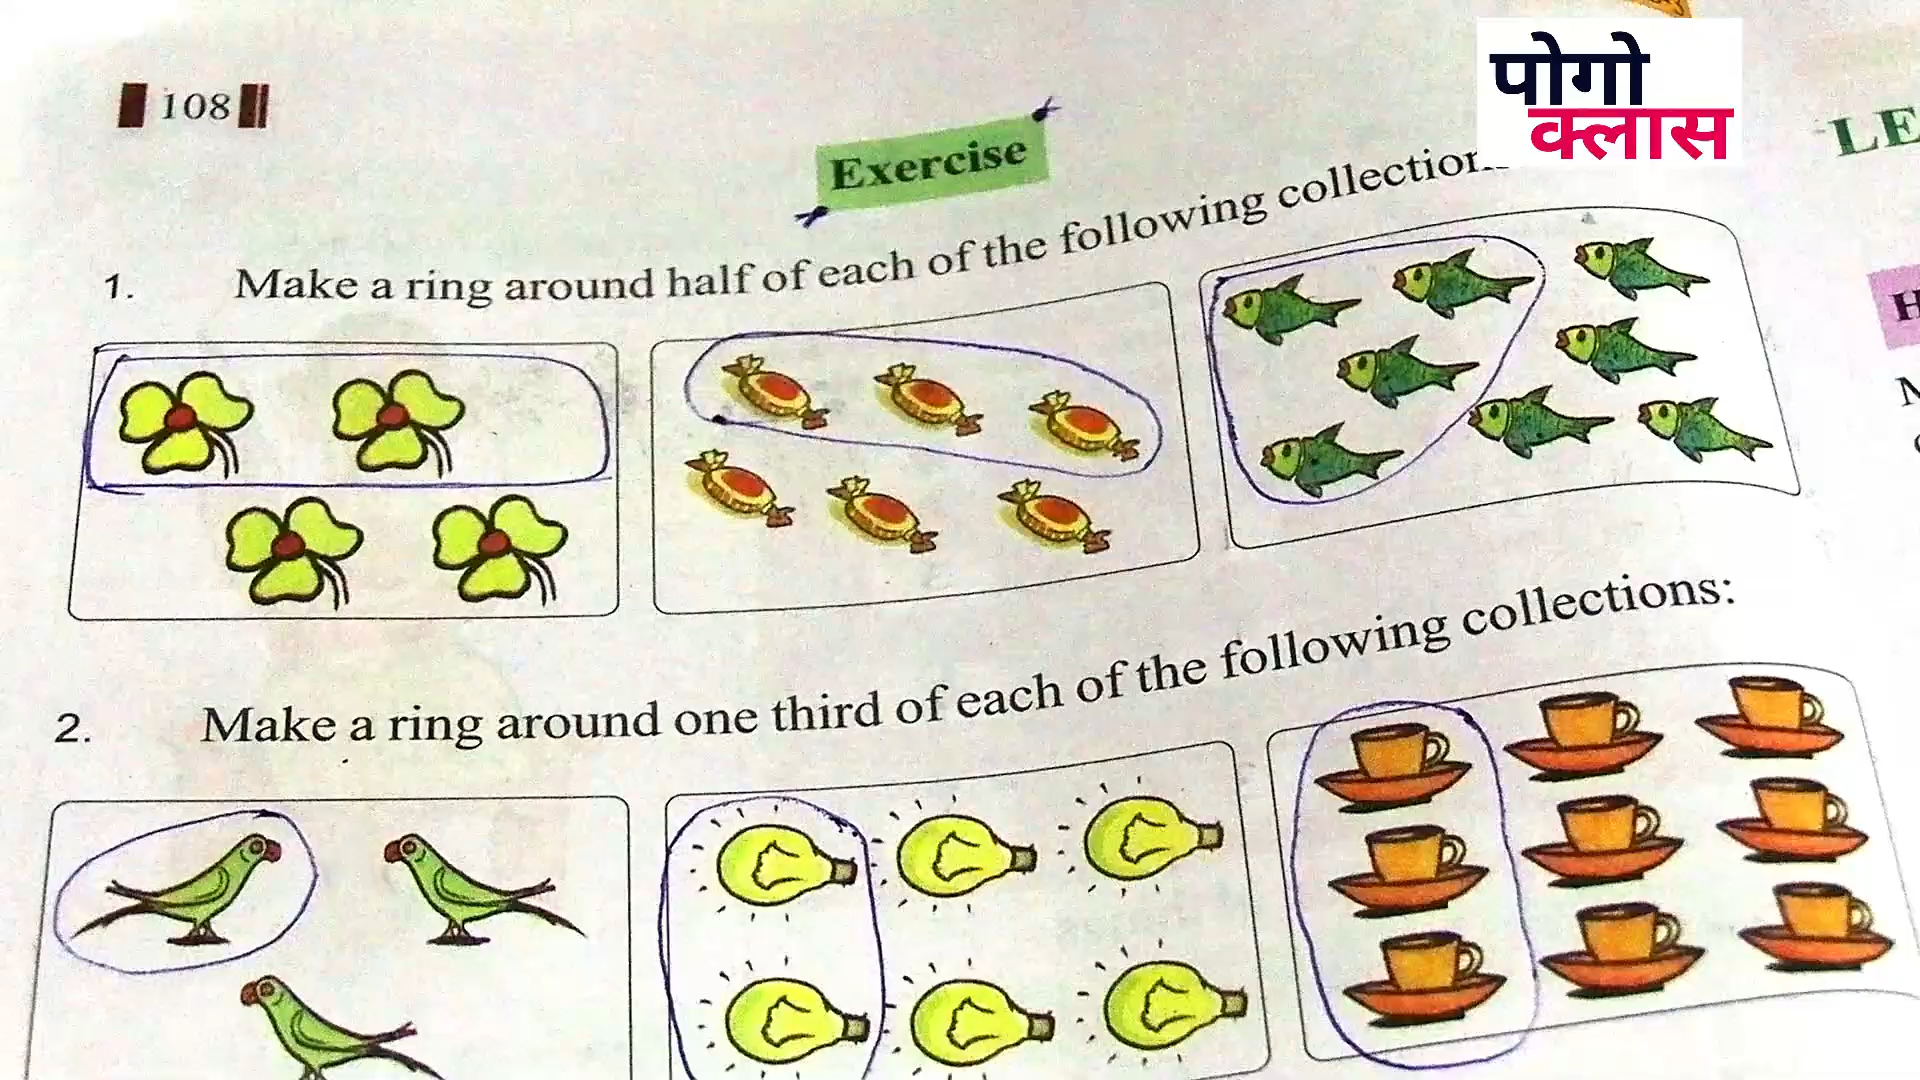 108
पोगो
क्लास
LE
Exercise
1. Make a ring around half of each of the following collection
H
2. Make a ring around one third of each of the following collections: